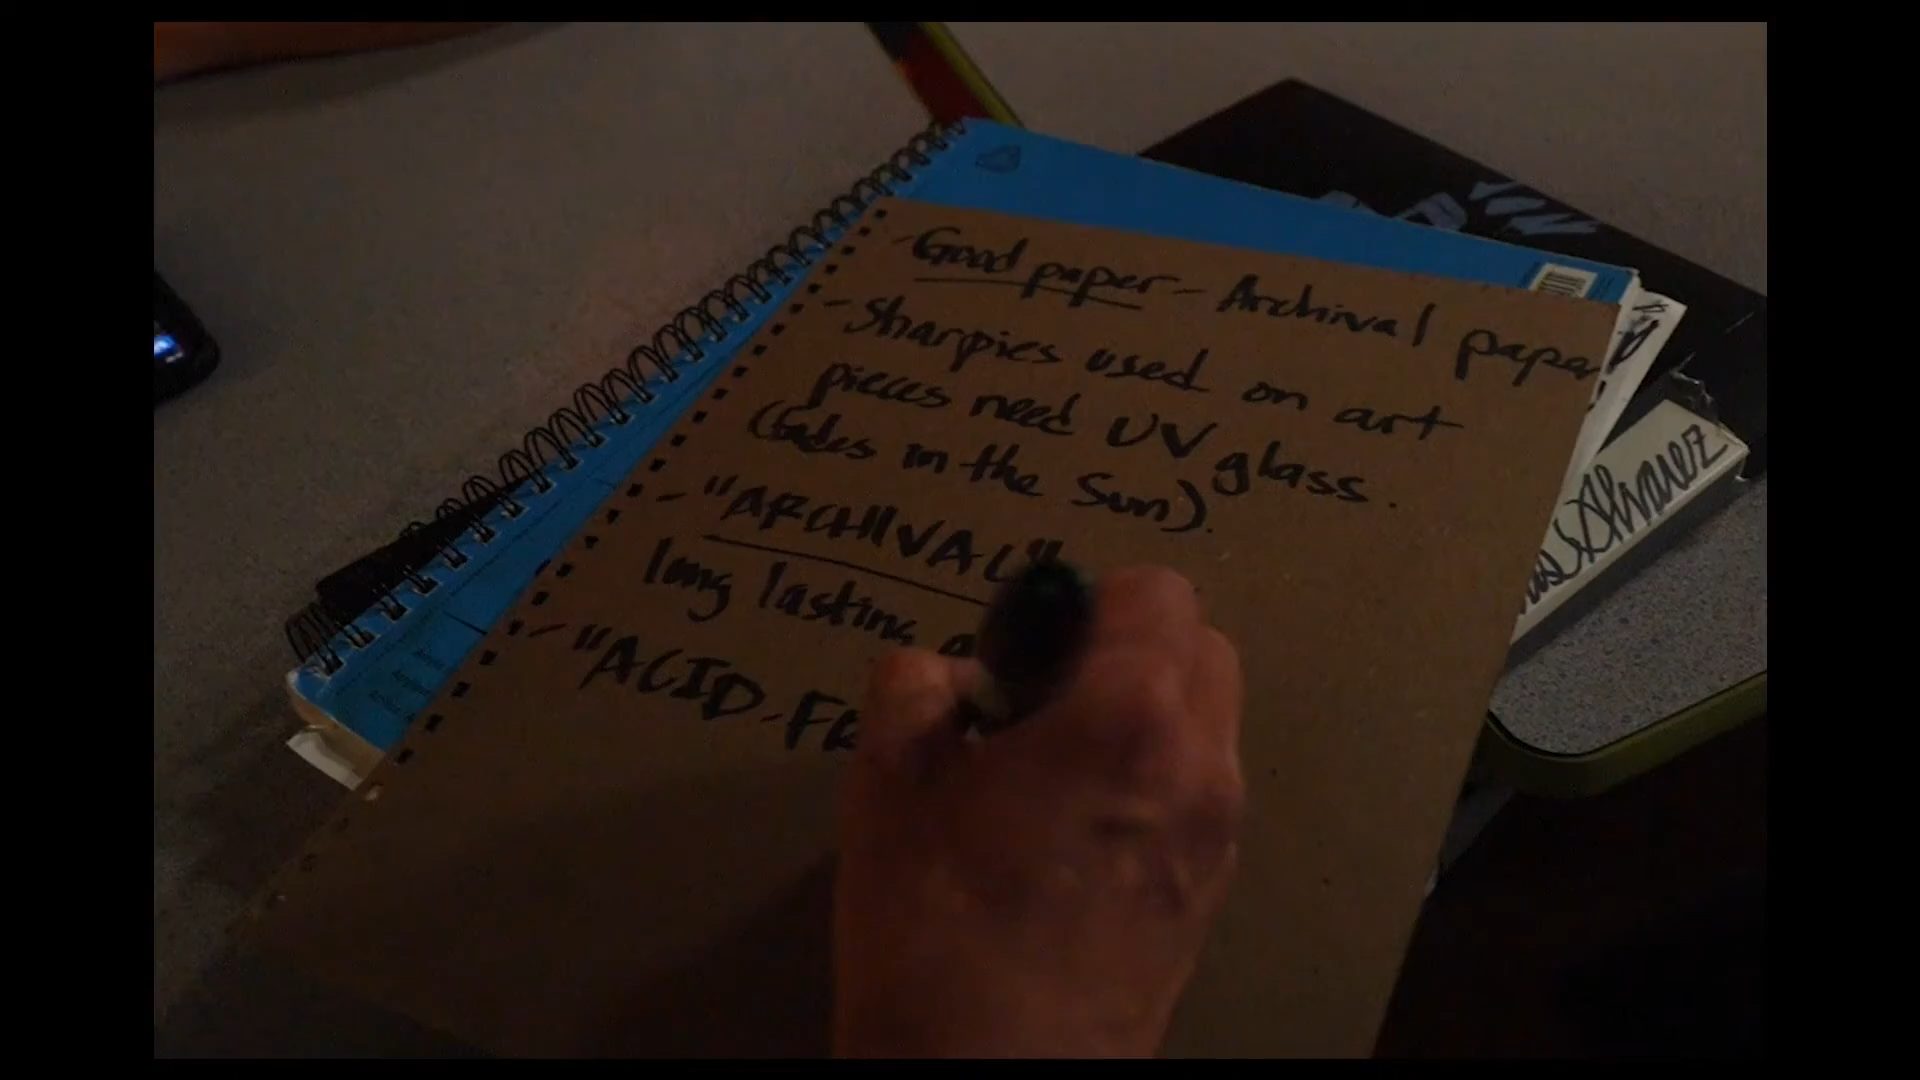 - Good paper - Archival paper
- Sharpies used on art
pieces need UV glass.
(fades in the Sun).
- "ARCHIVAL"
long lasting
- "ACID-FR